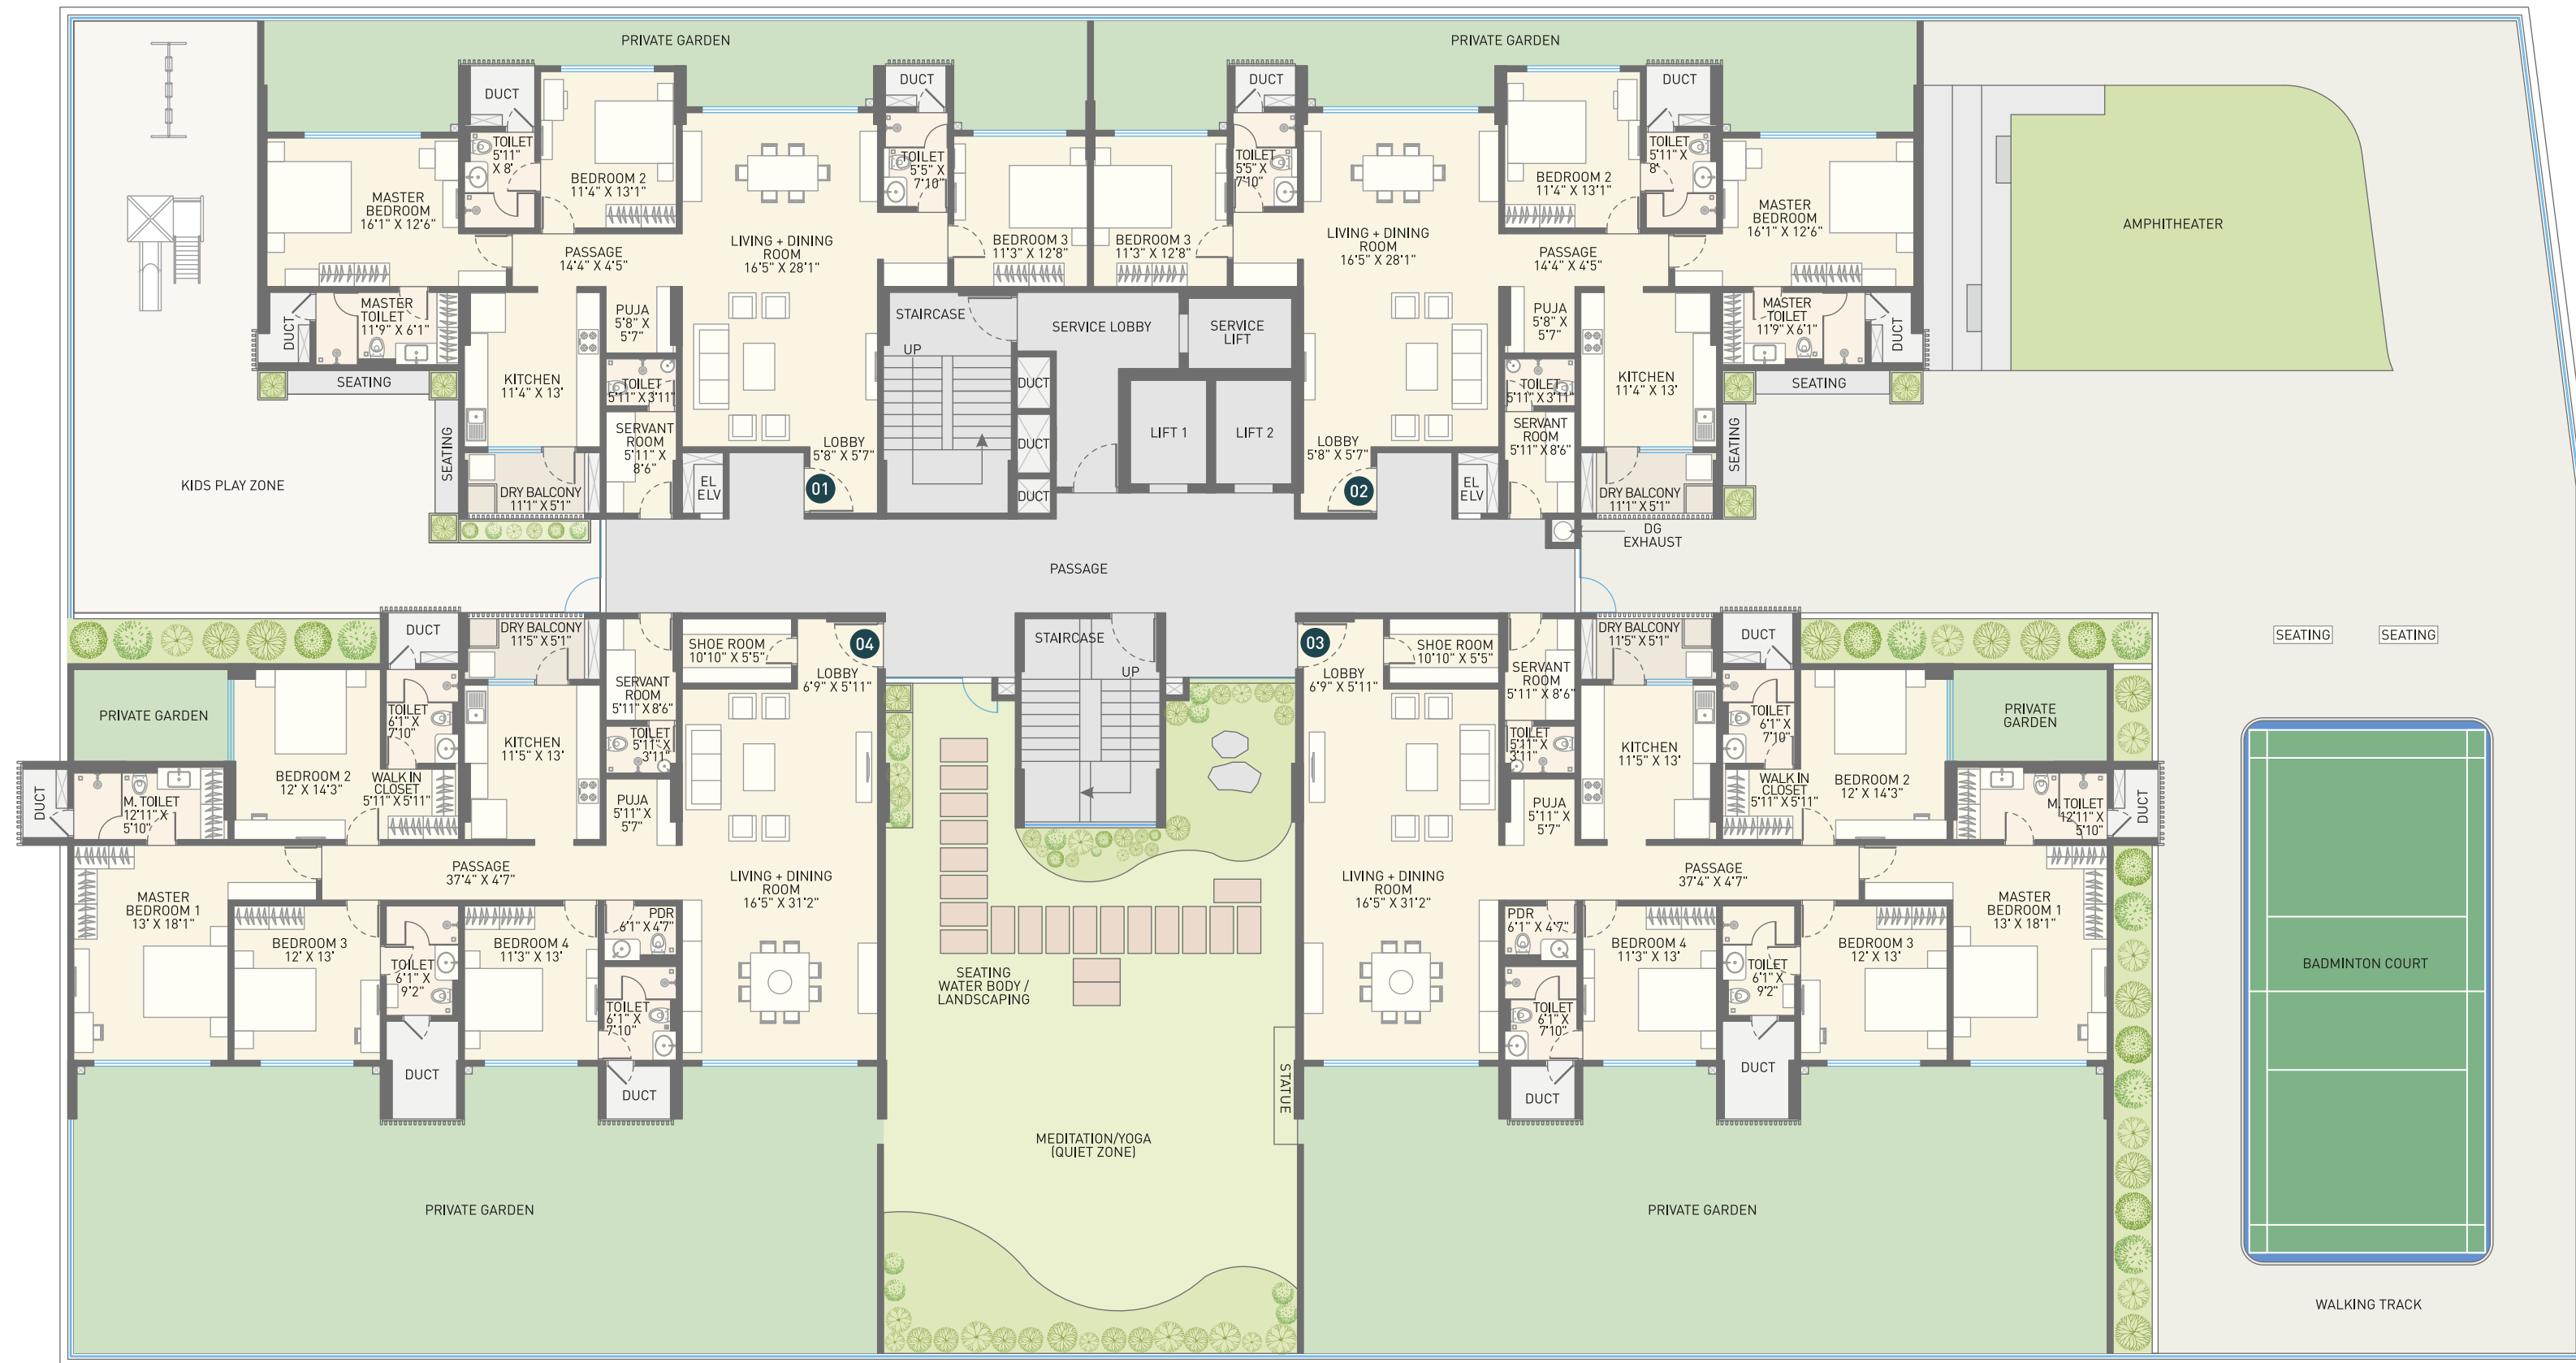 PRIVATE GARDEN
PRIVATE GARDEN
DUCT
DUCT
DUCT
DUCT
TOILET
5'11"
X 8'
BEDROOM 2
11'4" X 13'1"
TOILET
5'5" X
7'10"
TOILET
5'5" X
7'10"
BEDROOM 2
11'4" X 13'1"
TOILET
5'11" X
8'
MASTER
BEDROOM
16'1" X 12'6"
MASTER
BEDROOM
16'1" X 12'6"
AMPHITHEATER
PASSAGE
14'4" X 4'5"
LIVING + DINING
ROOM
16'5" X 28'1"
BEDROOM 3
11'3" X 12'8"
BEDROOM 3
11'3" X 12'8"
LIVING + DINING
ROOM
16'5" X 28'1"
PASSAGE
14'4" X 4'5"
DUCT
MASTER
TOILET
11'9" X 6'1"
PUJA
5'8" X
5'7"
STAIRCASE
UP
SERVICE LOBBY
SERVICE
LIFT
PUJA
5'8" X
5'7"
MASTER
TOILET
11'9" X 6'1"
DUCT
SEATING
SEATING
KITCHEN
11'4" X 13'
TOILET
5'11" X 3'11"
DUCT
DUCT
DUCT
LIFT 1
LIFT 2
TOILET
5'11" X 3'11"
KITCHEN
11'4" X 13'
SEATING
SEATING
KIDS PLAY ZONE
SERVANT
ROOM
5'11" X
8'6"
LOBBY
5'8" X 5'7"
LOBBY
5'8" X 5'7"
SERVANT
ROOM
5'11" X 8'6"
DRY BALCONY
11'1" X 5'1"
EL
ELV
01
02
EL
ELV
DRY BALCONY
11'1" X 5'1"
DG
EXHAUST
PASSAGE
DUCT
DRY BALCONY
11'5" X 5'1"
SHOE ROOM
10'10" X 5'5"
04
LOBBY
6'9" X 5'11"
STAIRCASE
UP
03
LOBBY
6'9" X 5'11"
SHOE ROOM
10'10" X 5'5"
DRY BALCONY
11'5" X 5'1"
DUCT
SEATING
SEATING
PRIVATE GARDEN
TOILET
6'1" X
7'10"
SERVANT
ROOM
5'11" X 8'6"
SERVANT
ROOM
5'11" X 8'6"
TOILET
6'1" X
7'10"
PRIVATE
GARDEN
KITCHEN
11'5" X 13'
TOILET
5'11" X
3'11"
TOILET
5'11" X
3'11"
KITCHEN
11'5" X 13'
DUCT
M. TOILET
12'11" X
5'10"
BEDROOM 2
12' X 14'3"
WALK IN
CLOSET
5'11" X 5'11"
PUJA
5'11" X
5'7"
PUJA
5'11" X
5'7"
WALK IN
CLOSET
5'11" X 5'11"
BEDROOM 2
12' X 14'3"
M. TOILET
12'11" X
5'10"
DUCT
PASSAGE
37'4" X 4'7"
LIVING + DINING
ROOM
16'5" X 31'2"
LIVING + DINING
ROOM
16'5" X 31'2"
PASSAGE
37'4" X 4'7"
MASTER
BEDROOM 1
13' X 18'1"
MASTER
BEDROOM 1
13' X 18'1"
BEDROOM 3
12' X 13'
TOILET
6'1" X
9'2"
BEDROOM 4
11'3" X 13'
PDR
6'1" X 4'7"
PDR
6'1" X 4'7"
BEDROOM 4
11'3" X 13'
TOILET
6'1" X
9'2"
BEDROOM 3
12' X 13'
BADMINTON COURT
SEATING
WATER BODY /
LANDSCAPING
TOILET
6'1" X
7'10"
TOILET
6'1" X
7'10"
DUCT
DUCT
STATUE
DUCT
DUCT
MEDITATION/YOGA
(QUIET ZONE)
PRIVATE GARDEN
PRIVATE GARDEN
WALKING TRACK